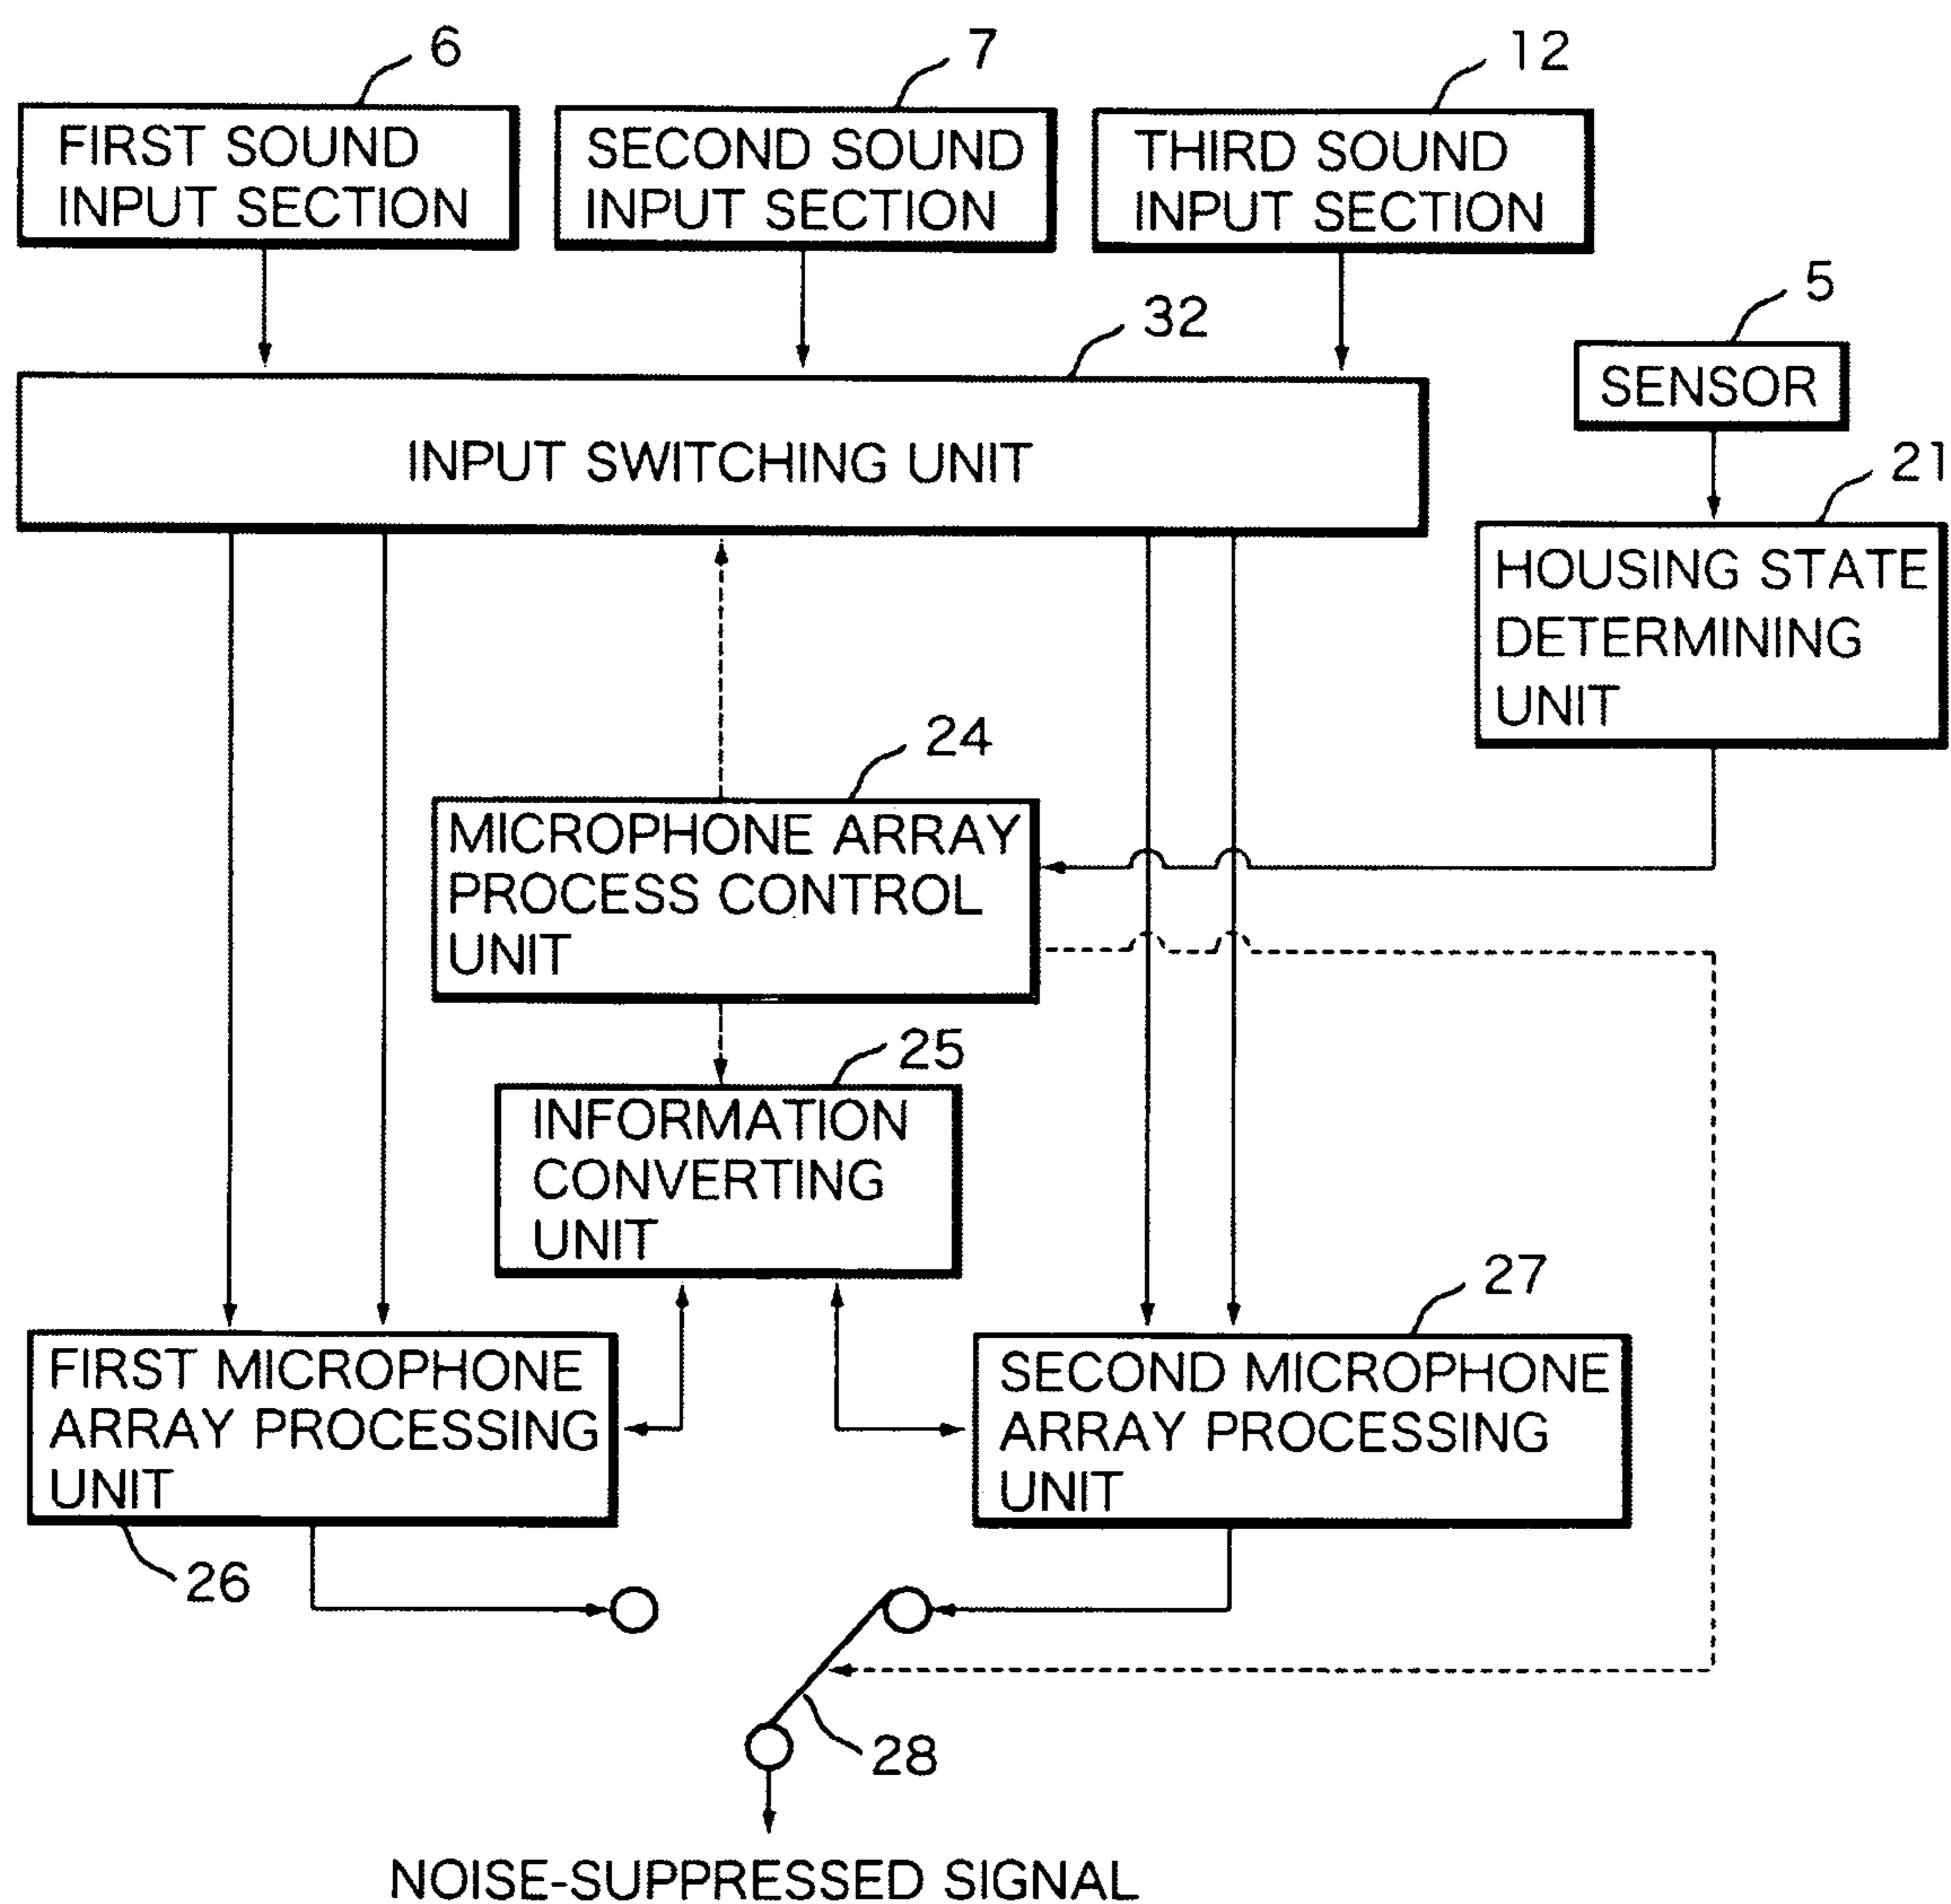 6
7
12
FIRST SOUND
INPUT SECTION
SECOND SOUND
INPUT SECTION
THIRD SOUND
INPUT SECTION
5
32
SENSOR
INPUT SWITCHING UNIT
21
HOUSING STATE
DETERMINING
UNIT
24
MICROPHONE ARRAY
PROCESS CONTROL
UNIT
25
INFORMATION
CONVERTING
UNIT
27
FIRST MICROPHONE
ARRAY PROCESSING
UNIT
SECOND MICROPHONE
ARRAY PROCESSING
UNIT
26
28
NOISE-SUPPRESSED SIGNAL